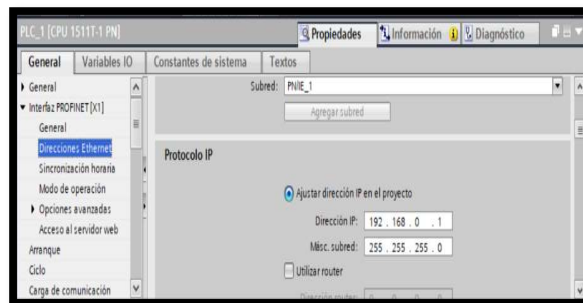 PLC_1 [CPU 1511T-1 PN]
Propiedades Información Diagnóstico
General Variables IO Constantes de sistema Textos
General
Interfaz PROFINET [X1]
General
Direcciones Ethernet
Sincronización horaria
Modo de operación
Opciones avanzadas
Acceso al servidor web
Arranque
Ciclo
Carga de comunicación
Subred: PN/IE_1
Agregar subred
Protocolo IP
Ajustar dirección IP en el proyecto
Dirección IP: 192 . 168 . 0 . 1
Másc. subred: 255 . 255 . 255 . 0
Utilizar router